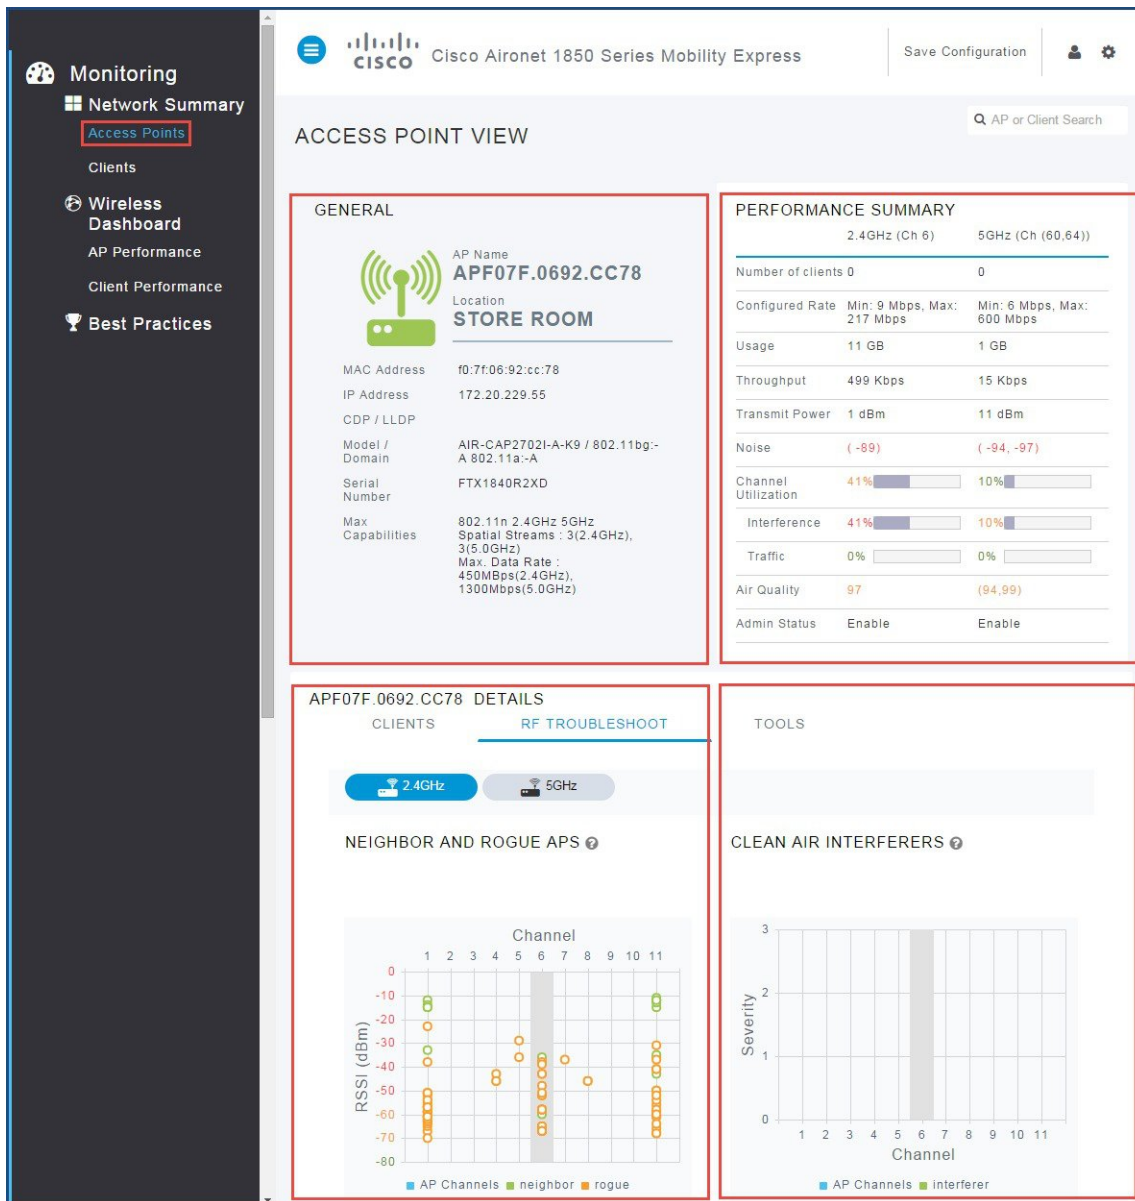 Monitoring
Network Summary
Access Points
Clients
Wireless
Dashboard
AP Performance
Client Performance
Best Practices
CISCO
Cisco Aironet 1850 Series Mobility Express
Save Configuration
ACCESS POINT VIEW
AP or Client Search
GENERAL
AP Name
APF07F.0692.CC78
Location
STORE ROOM
MAC Address f0:7f:06:92:cc:78
IP Address 172.20.229.55
CDP / LLDP
Model / AIR-CAP2702I-A-K9 / 802.11bg:-
Domain A 802.11a:-A
Serial FTX1840R2XD
Number
Max 802.11n 2.4GHz 5GHz
Capabilities Spatial Streams : 3(2.4GHz),
3(5.0GHz)
Max. Data Rate :
450MBps(2.4GHz),
1300Mbps(5.0GHz)
PERFORMANCE SUMMARY
2.4GHz (Ch 6) 5GHz (Ch (60,64))
Number of clients 0 0
Configured Rate Min: 9 Mbps, Max: Min: 6 Mbps, Max:
217 Mbps 600 Mbps
Usage 11 GB 1 GB
Throughput 499 Kbps 15 Kbps
Transmit Power 1 dBm 11 dBm
Noise ( -89) ( -94, -97)
Channel 41% 10%
Utilization
Interference 41% 10%
Traffic 0% 0%
Air Quality 97 (94,99)
Admin Status Enable Enable
APF07F.0692.CC78 DETAILS
CLIENTS RF TROUBLESHOOT TOOLS
2.4GHz 5GHz
NEIGHBOR AND ROGUE APS ?
Channel
1 2 3 4 5 6 7 8 9 10 11
0
-10
-20
-30
-40
-50
-60
-70
-80
RSSI (dBm)
AP Channels neighbor rogue
CLEAN AIR INTERFERERS ?
3
2
1
0
Severity
1 2 3 4 5 6 7 8 9 10 11
Channel
AP Channels interferer